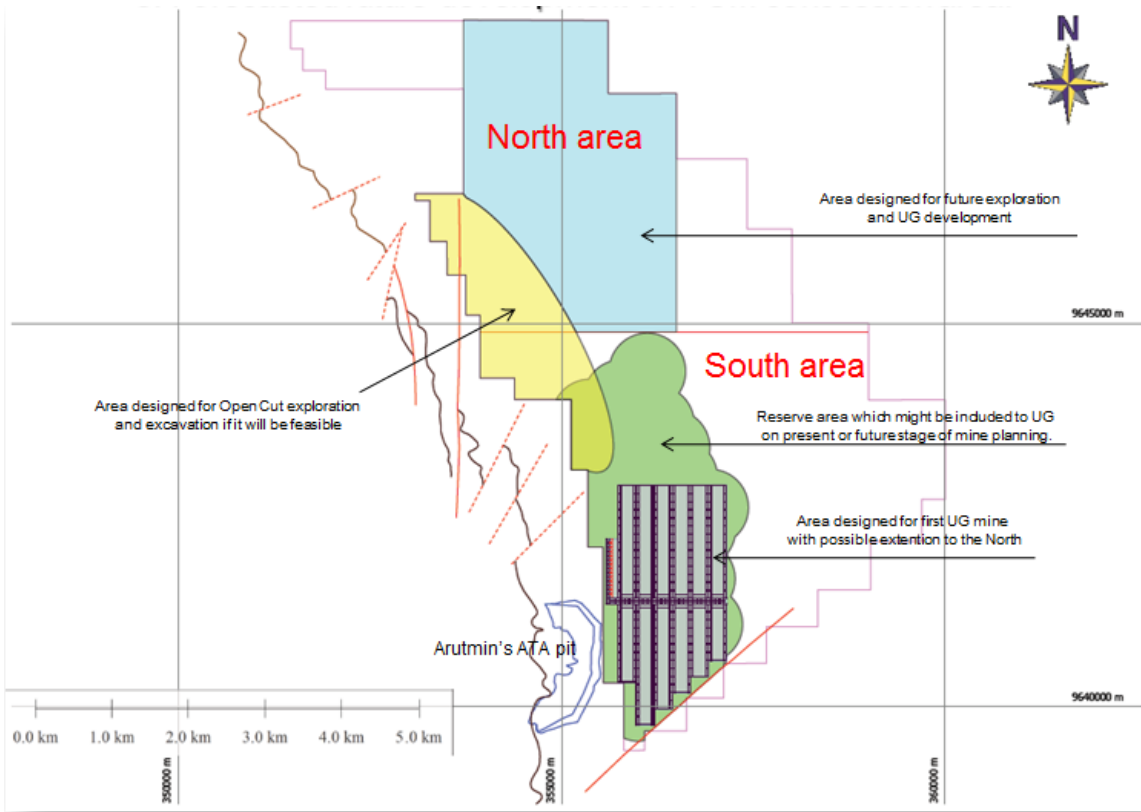 N
North area
Area designed for future exploration
and UG development
9645000 m
South area
Area designed for Open Cut exploration
and excavation if it will be feasible
Reserve area which might be included to UG
on present or future stage of mine planning.
Area designed for first UG mine
with possible extention to the North
Arutmin's ATA pit
9640000 m
0.0 km 1.0 km 2.0 km 3.0 km 4.0 km 5.0 km
350000 m
355000 m
360000 m